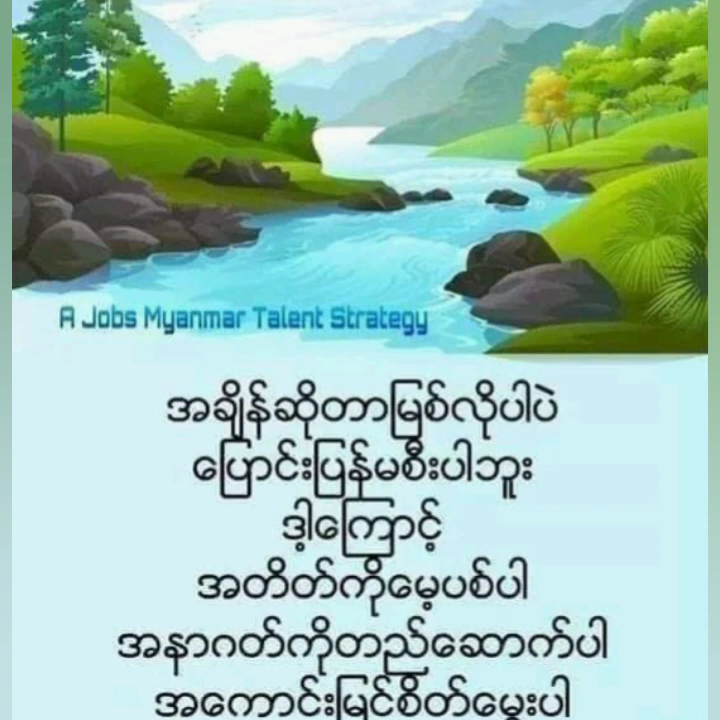 A Jobs Myanmar Talent Strategy
အချိန်ဆိုတာမြစ်လိုပါပဲ
ပြောင်းပြန်မစီးပါဘူး
ဒါ့ကြောင့်
အတိတ်ကိုမေ့ပစ်ပါ
အနာဂတ်ကိုတည်ဆောက်ပါ
အကောင်းမြင်စိတ်မွေးပါ